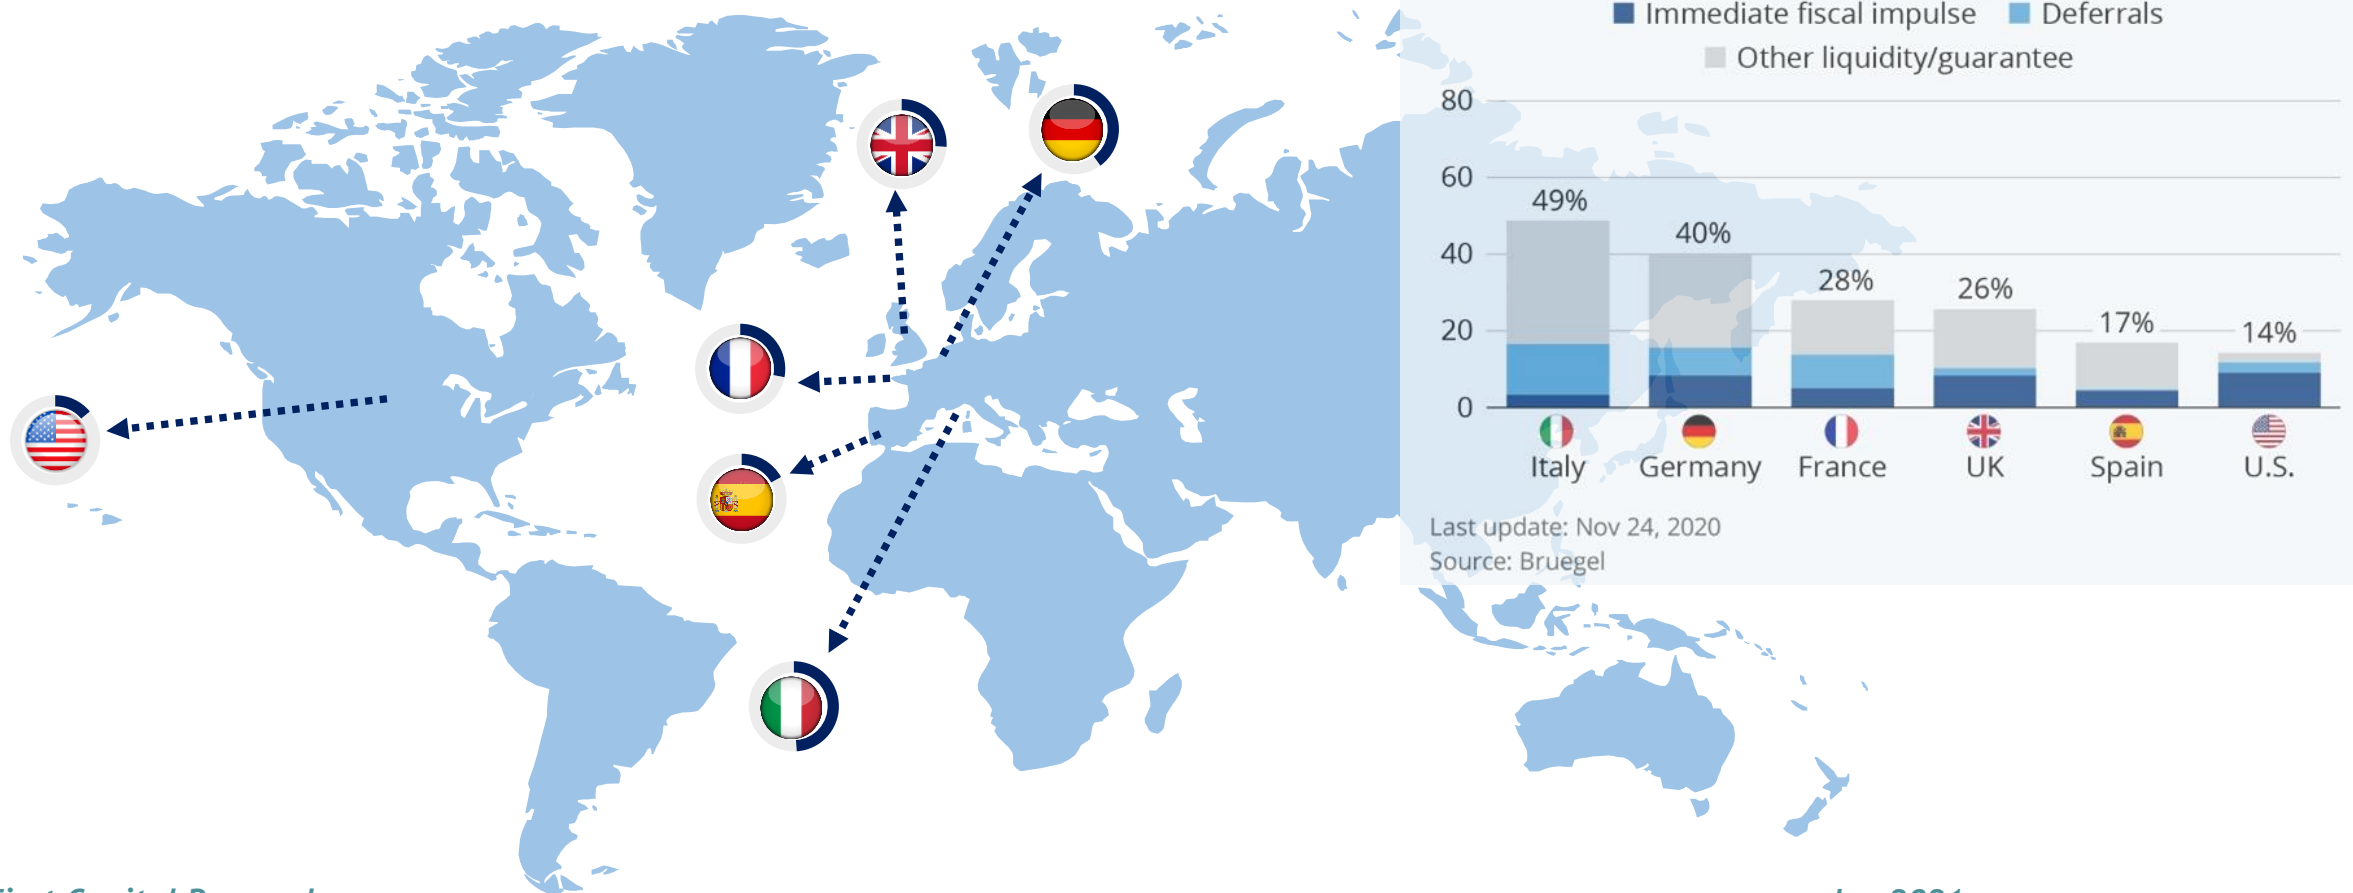 Immediate fiscal impulse Deferrals
Other liquidity/guarantee
80
60
40
20
0
49%
40%
28%
26%
17%
14%
Italy Germany France UK Spain U.S.
Last update: Nov 24, 2020
Source: Bruegel